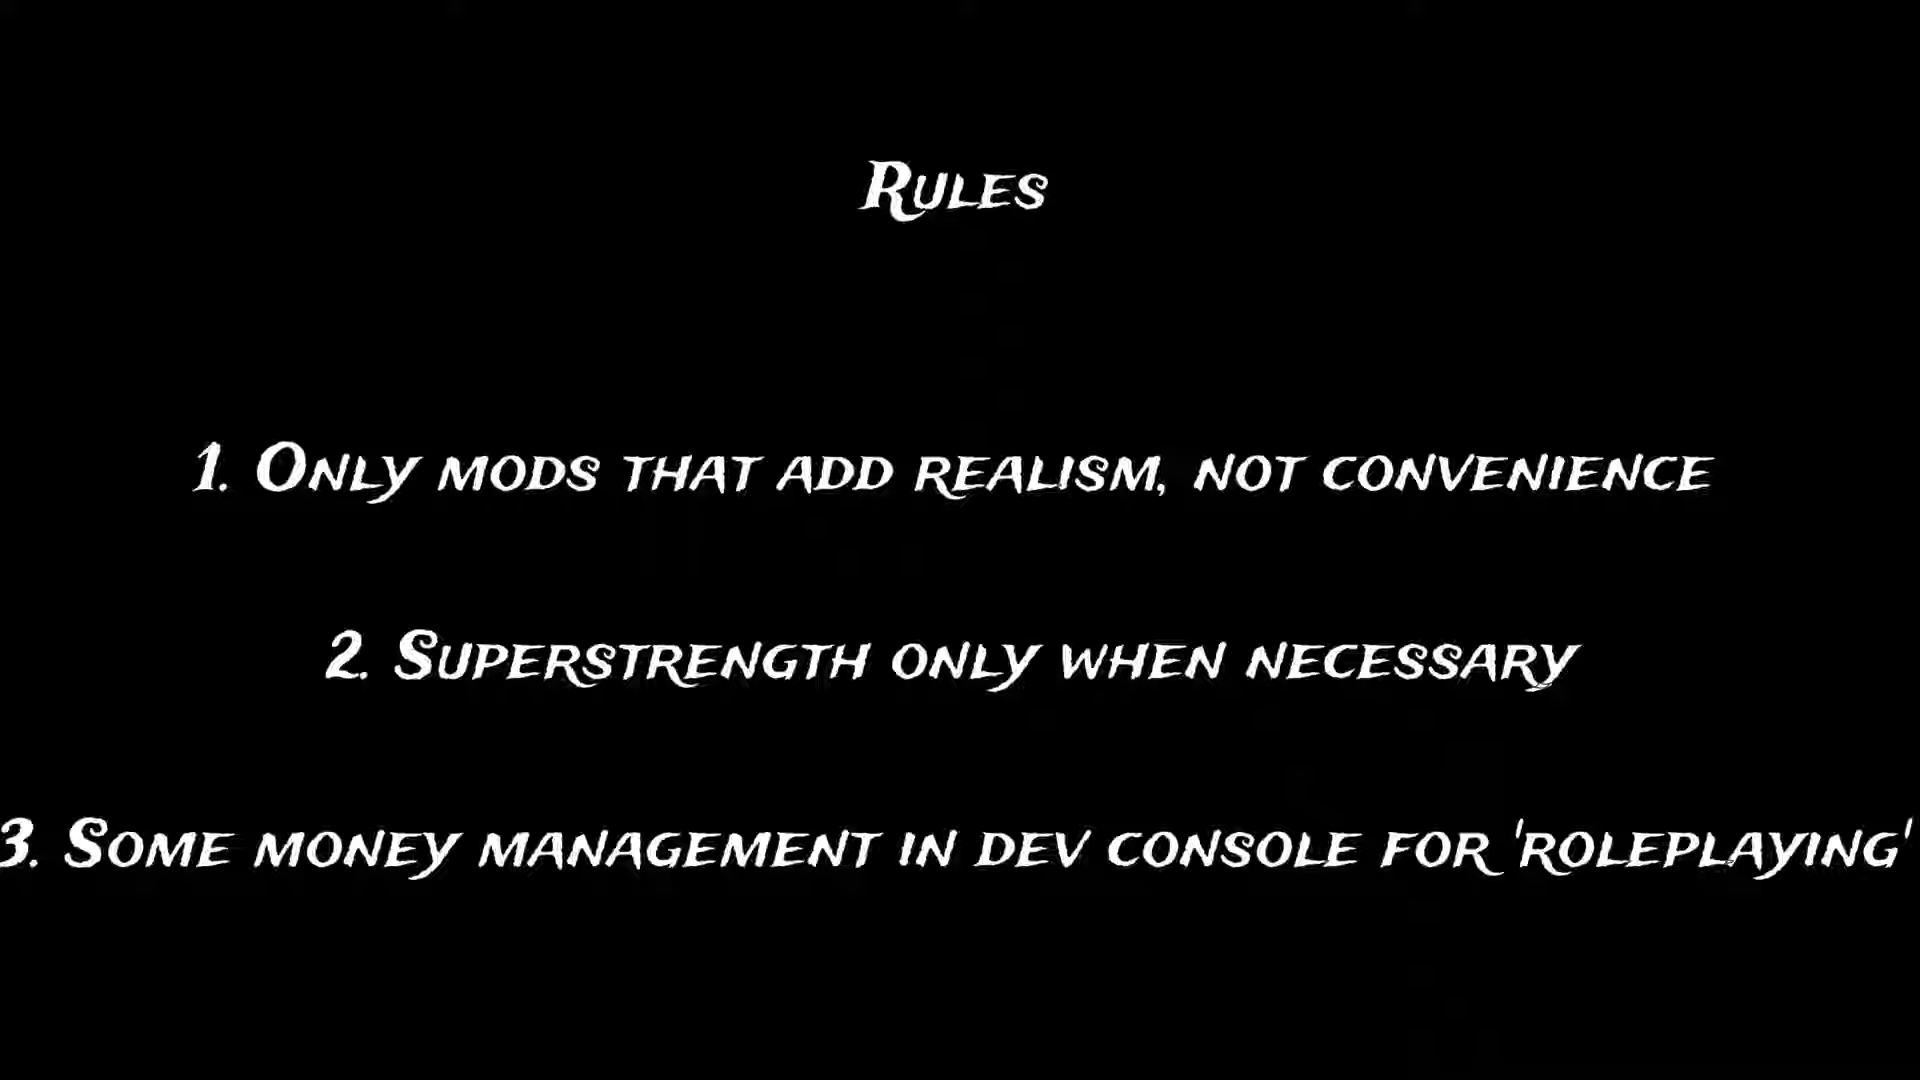 Rules
1. Only mods that add realism, not convenience
2. Superstrength only when necessary
3. Some money management in dev console for 'roleplaying'